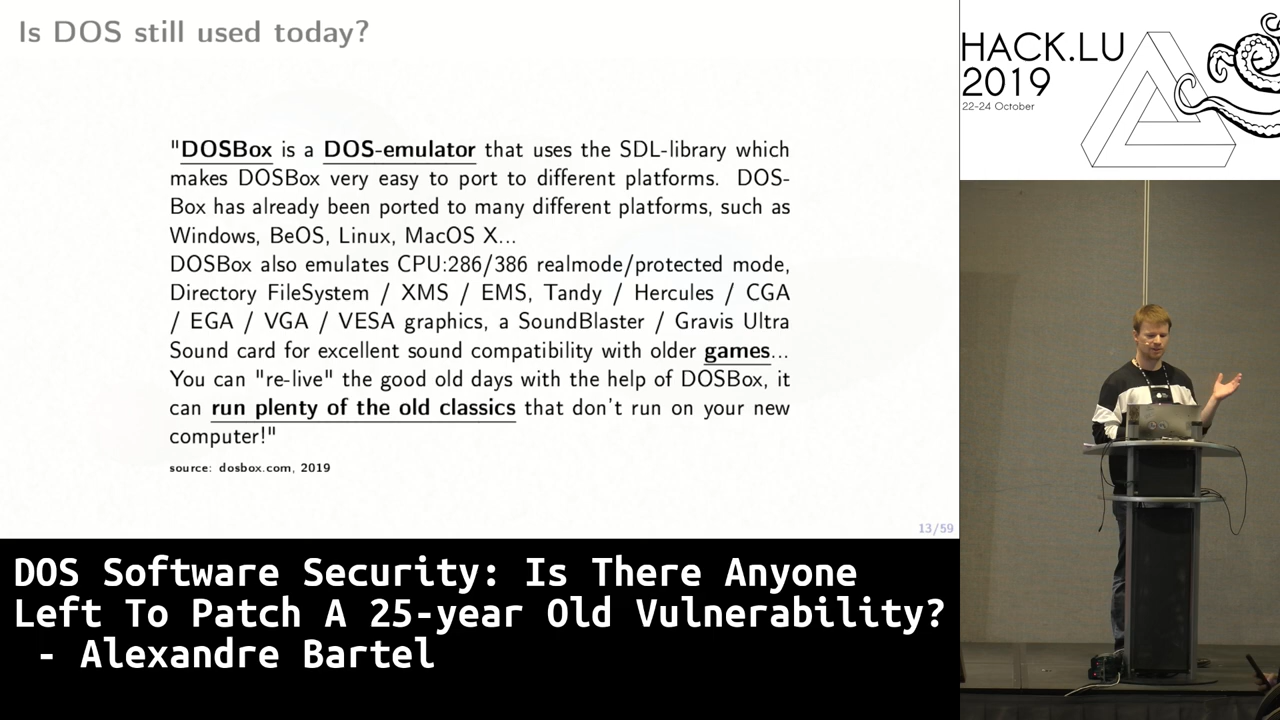 Is DOS still used today?
"DOSBox is a DOS-emulator that uses the SDL-library which
makes DOSBox very easy to port to different platforms. DOS-
Box has already been ported to many different platforms, such as
Windows, BeOS, Linux, MacOS X...
DOSBox also emulates CPU:286/386 realmode/protected mode,
Directory FileSystem / XMS / EMS, Tandy / Hercules / CGA
/ EGA / VGA / VESA graphics, a SoundBlaster / Gravis Ultra
Sound card for excellent sound compatibility with older games...
You can "re-live" the good old days with the help of DOSBox, it
can run plenty of the old classics that don't run on your new
computer!"
source: dosbox.com, 2019
13/59
HACK.LU
2019
22-24 October
DOS Software Security: Is There Anyone
Left To Patch A 25-year Old Vulnerability?
- Alexandre Bartel